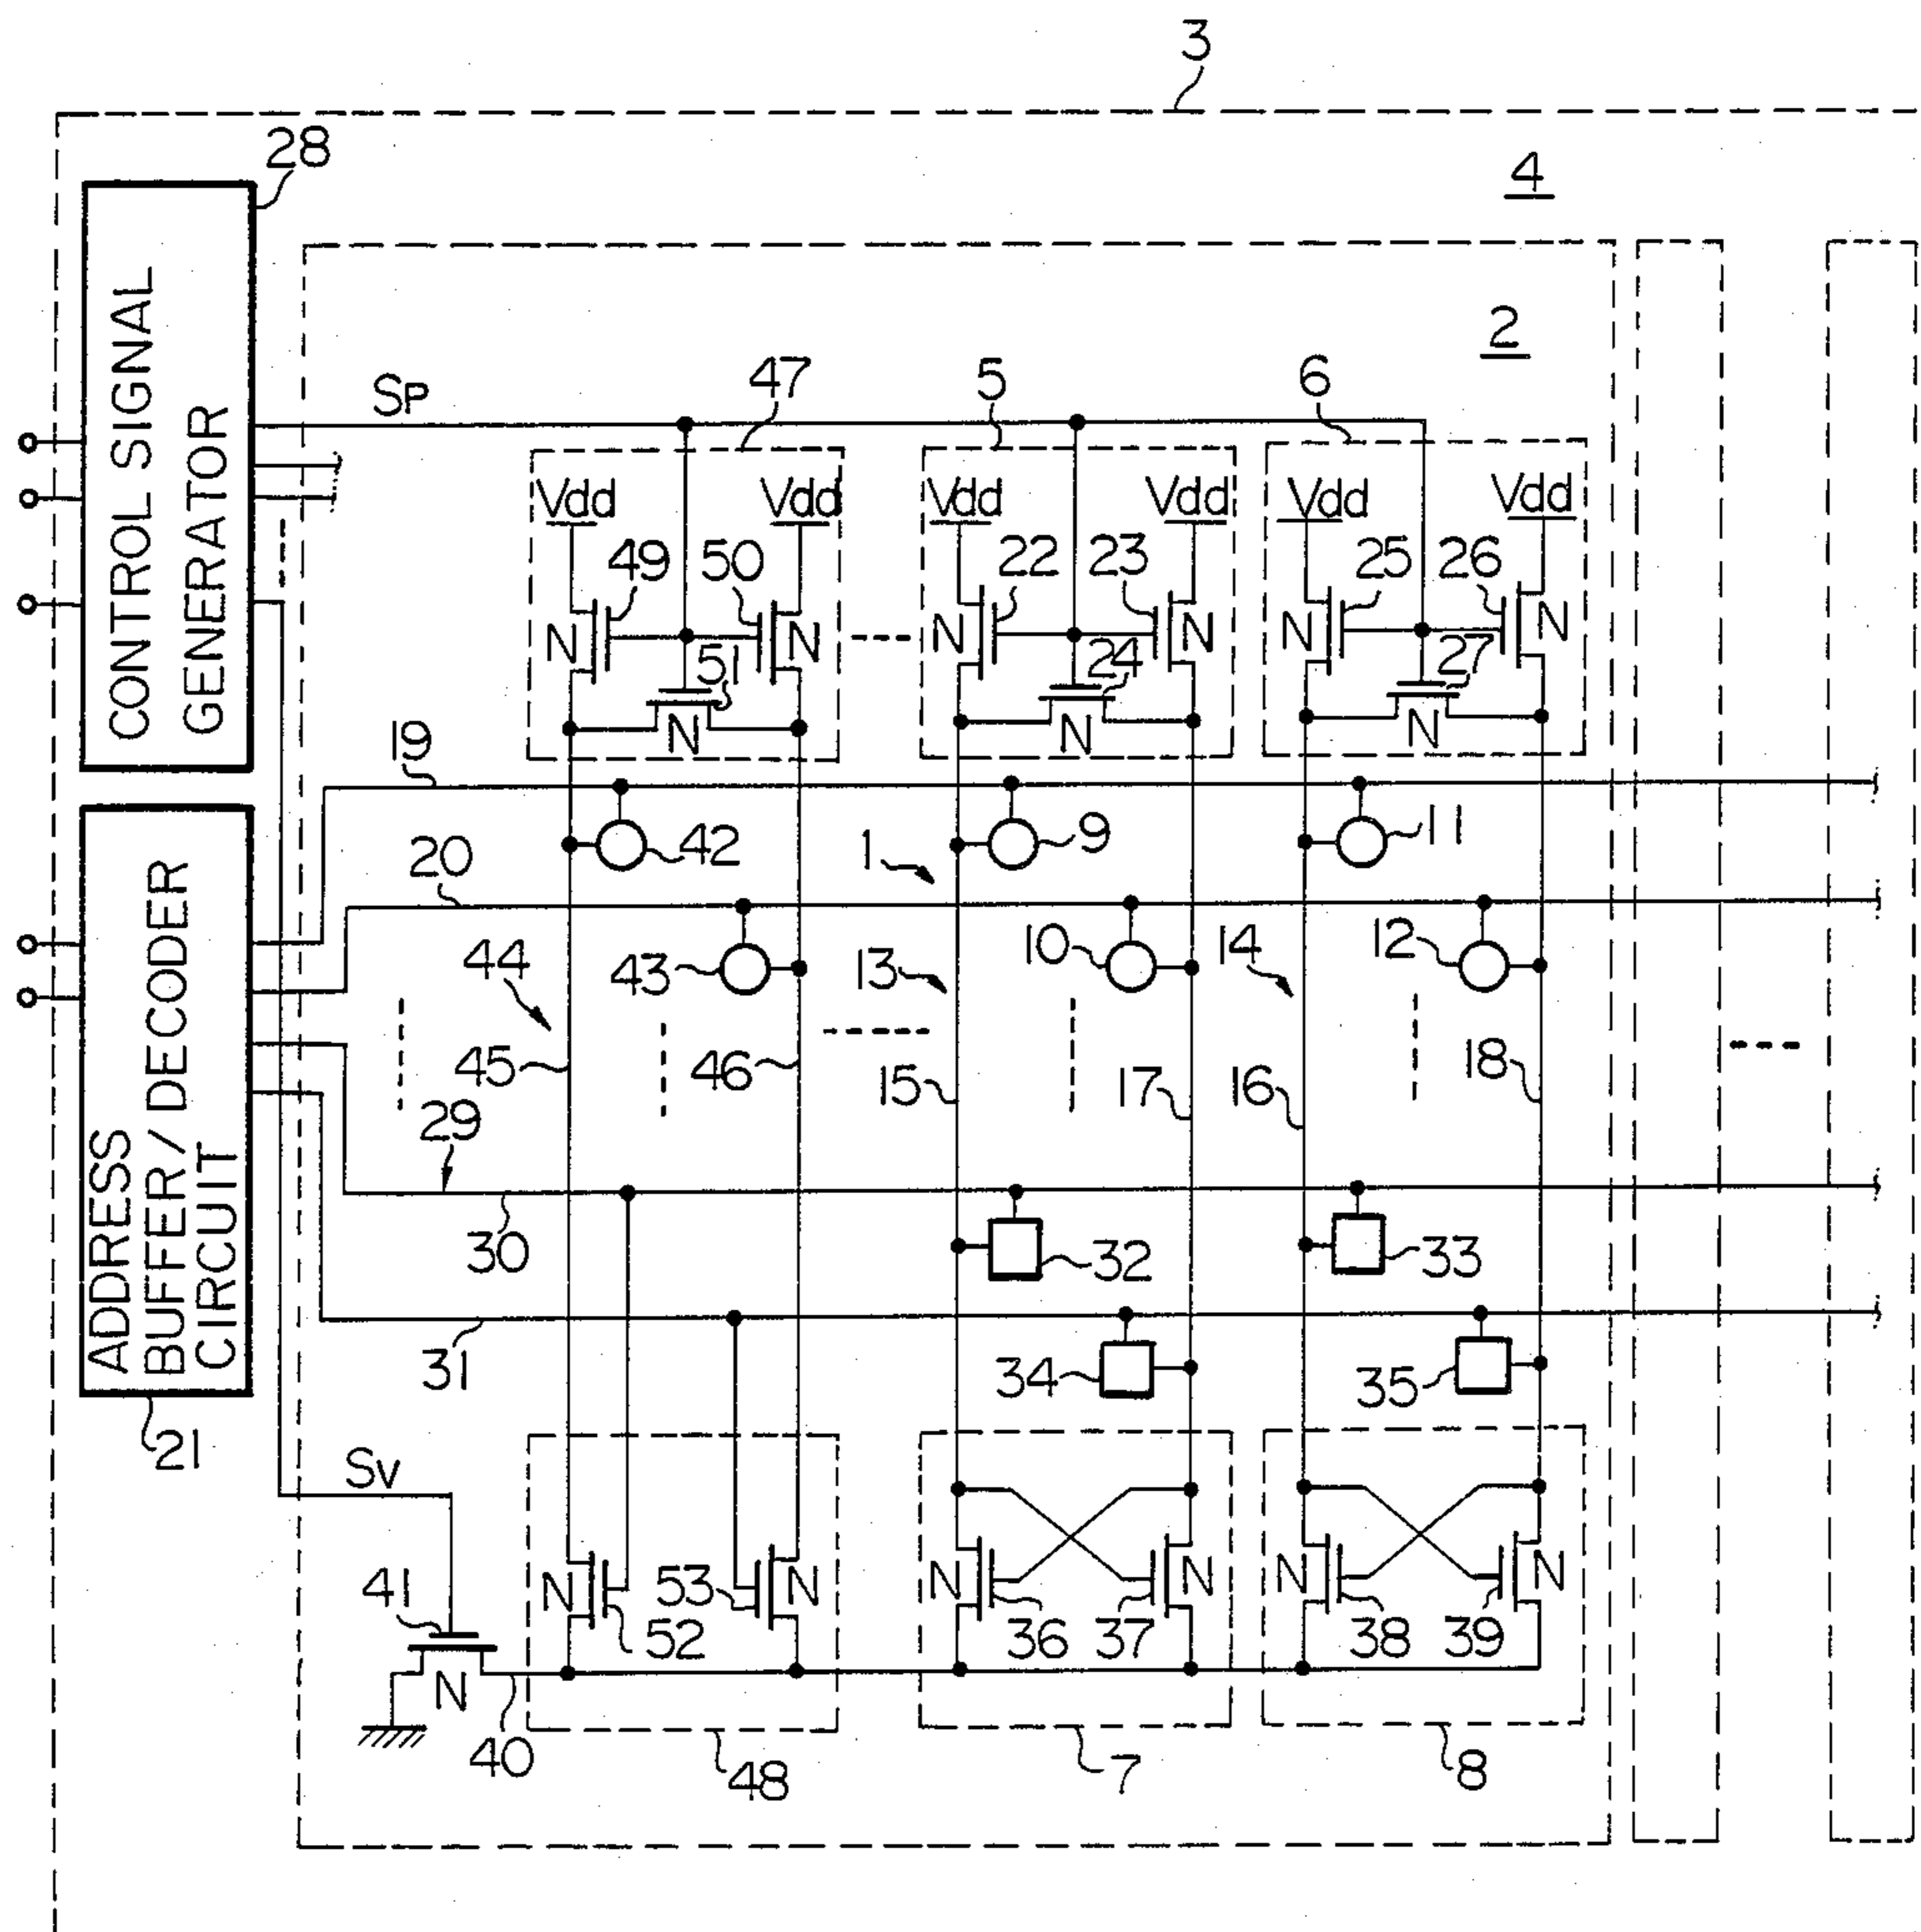 3
28
4
CONTROL SIGNAL
GENERATOR
2
SP
47
5
6
Vdd
Vdd
Vdd
Vdd
Vdd
Vdd
49
50
22
23
25
26
N
N
N
N
N
N
51
24
27
N
N
N
19
42
9
11
1
20
ADDRESS
BUFFER/DECODER
CIRCUIT
44
43
13
10
14
12
45
46
15
17
16
18
29
30
32
33
31
34
35
21
SV
41
N
N
53
N
N
N
N
52
36
37
38
39
N
40
48
7
8